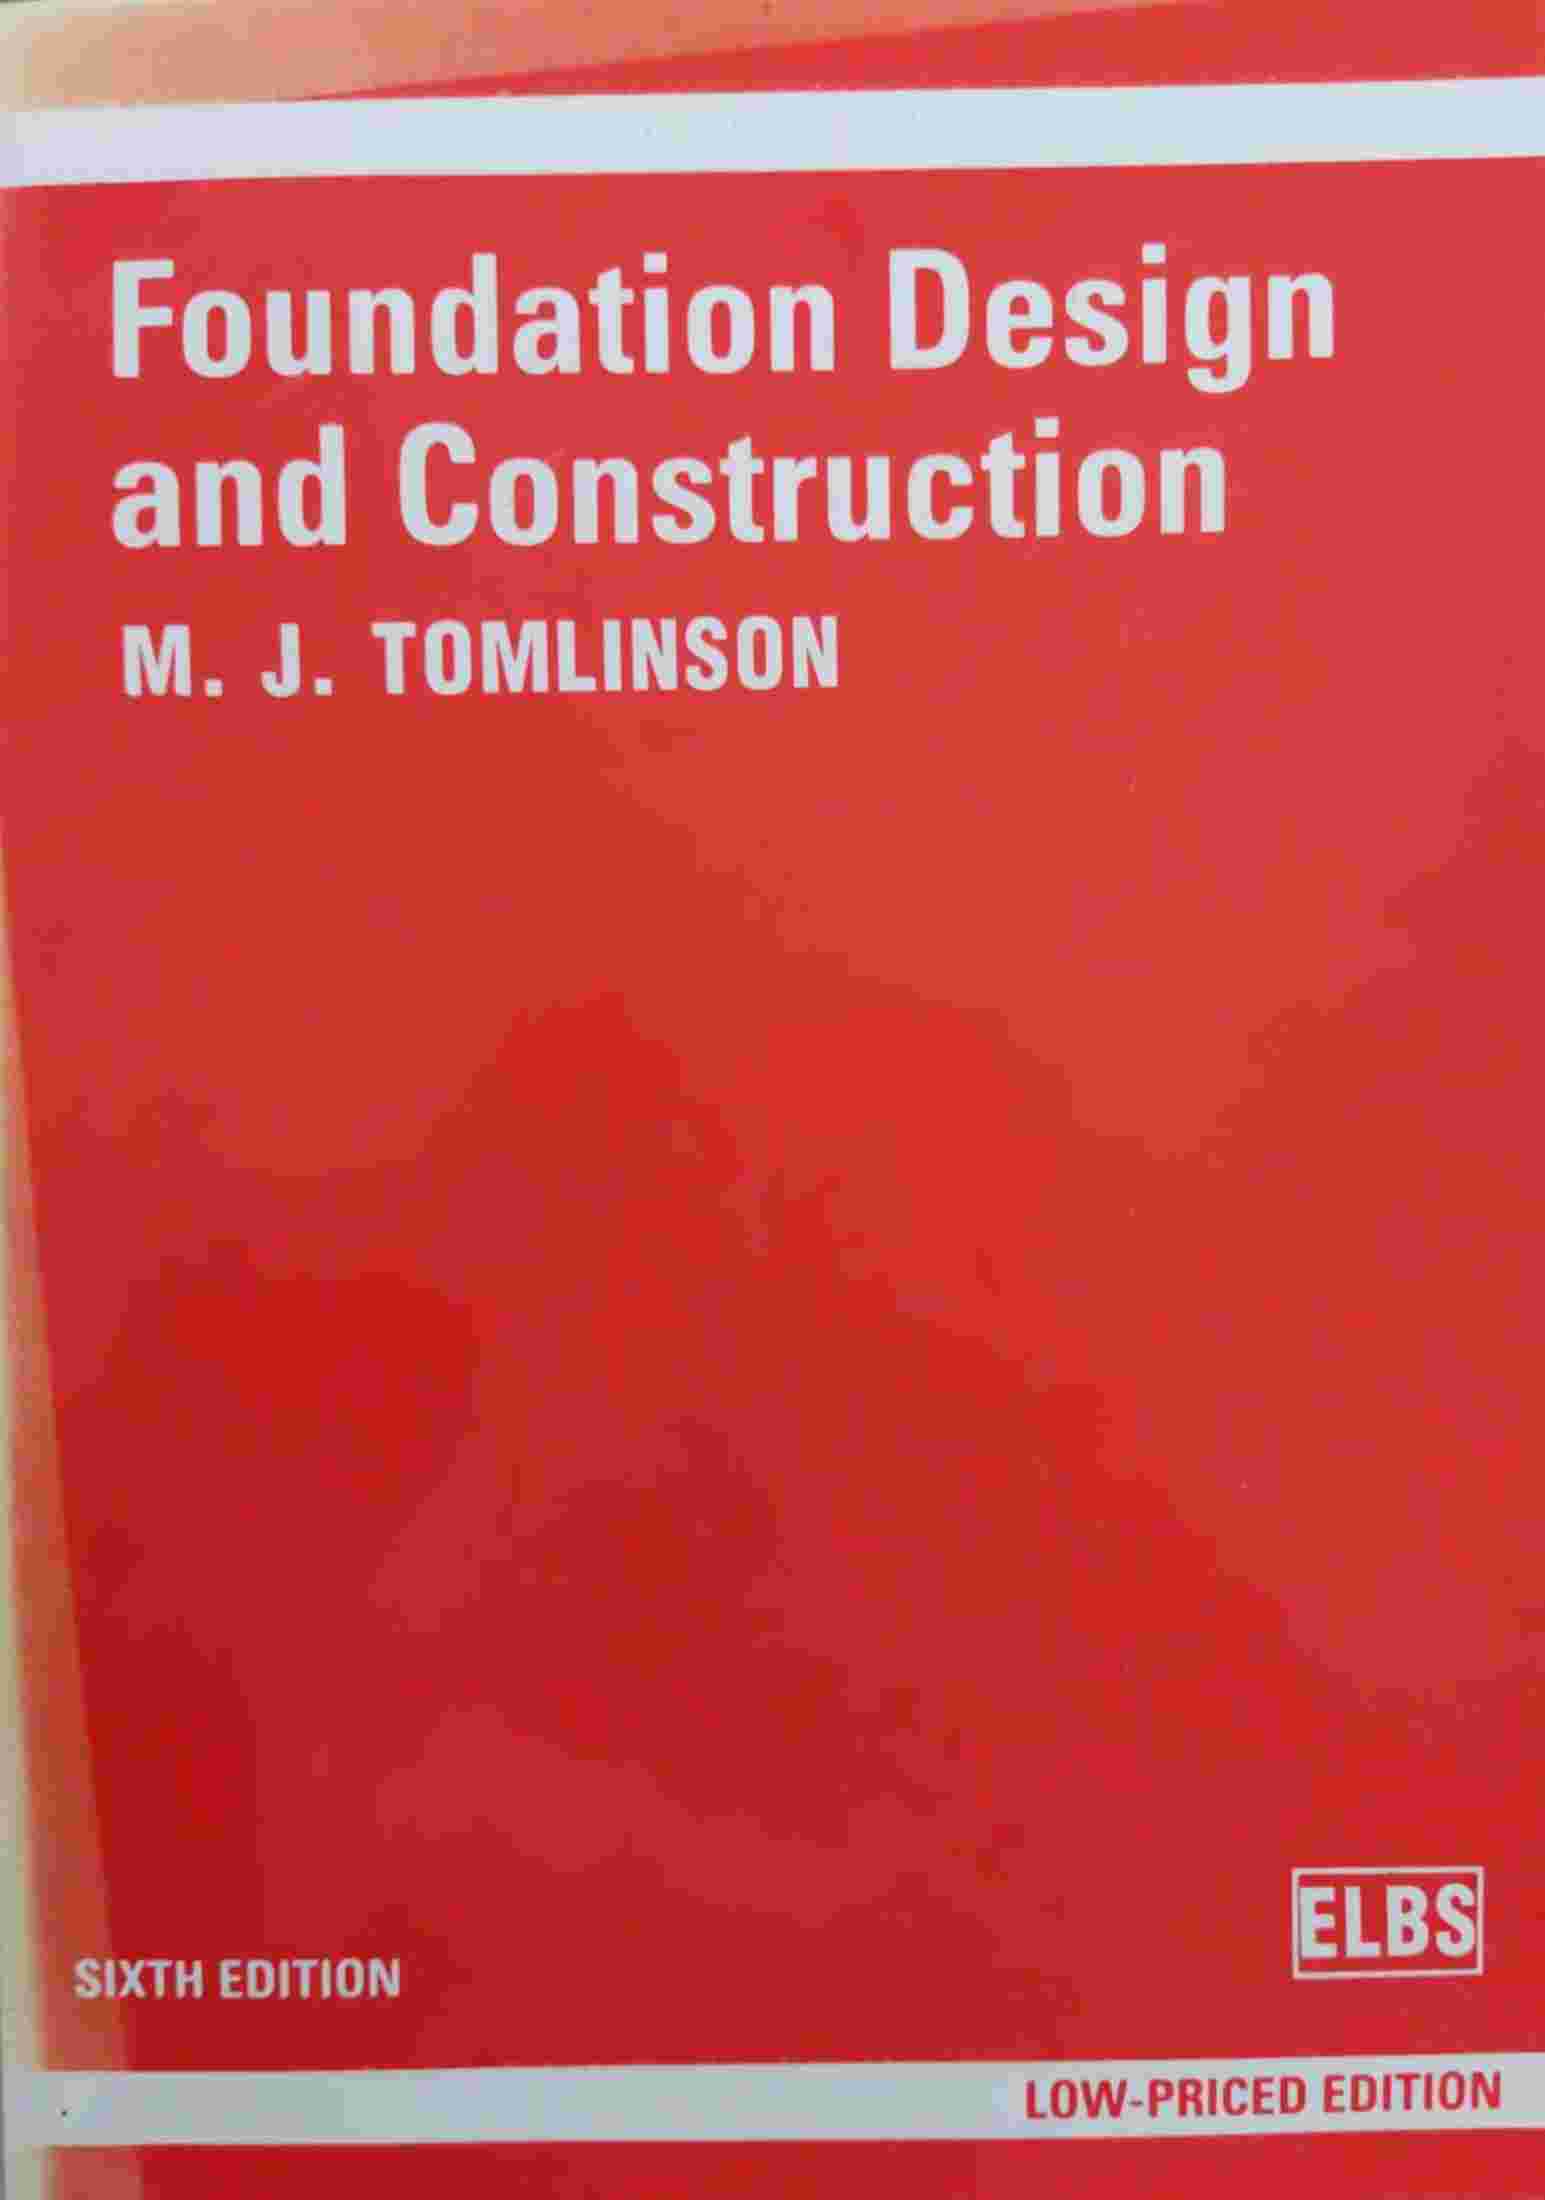 Foundation Design
and Construction
M. J. TOMLINSON
ELBS
SIXTH EDITION
LOW-PRICED EDITION